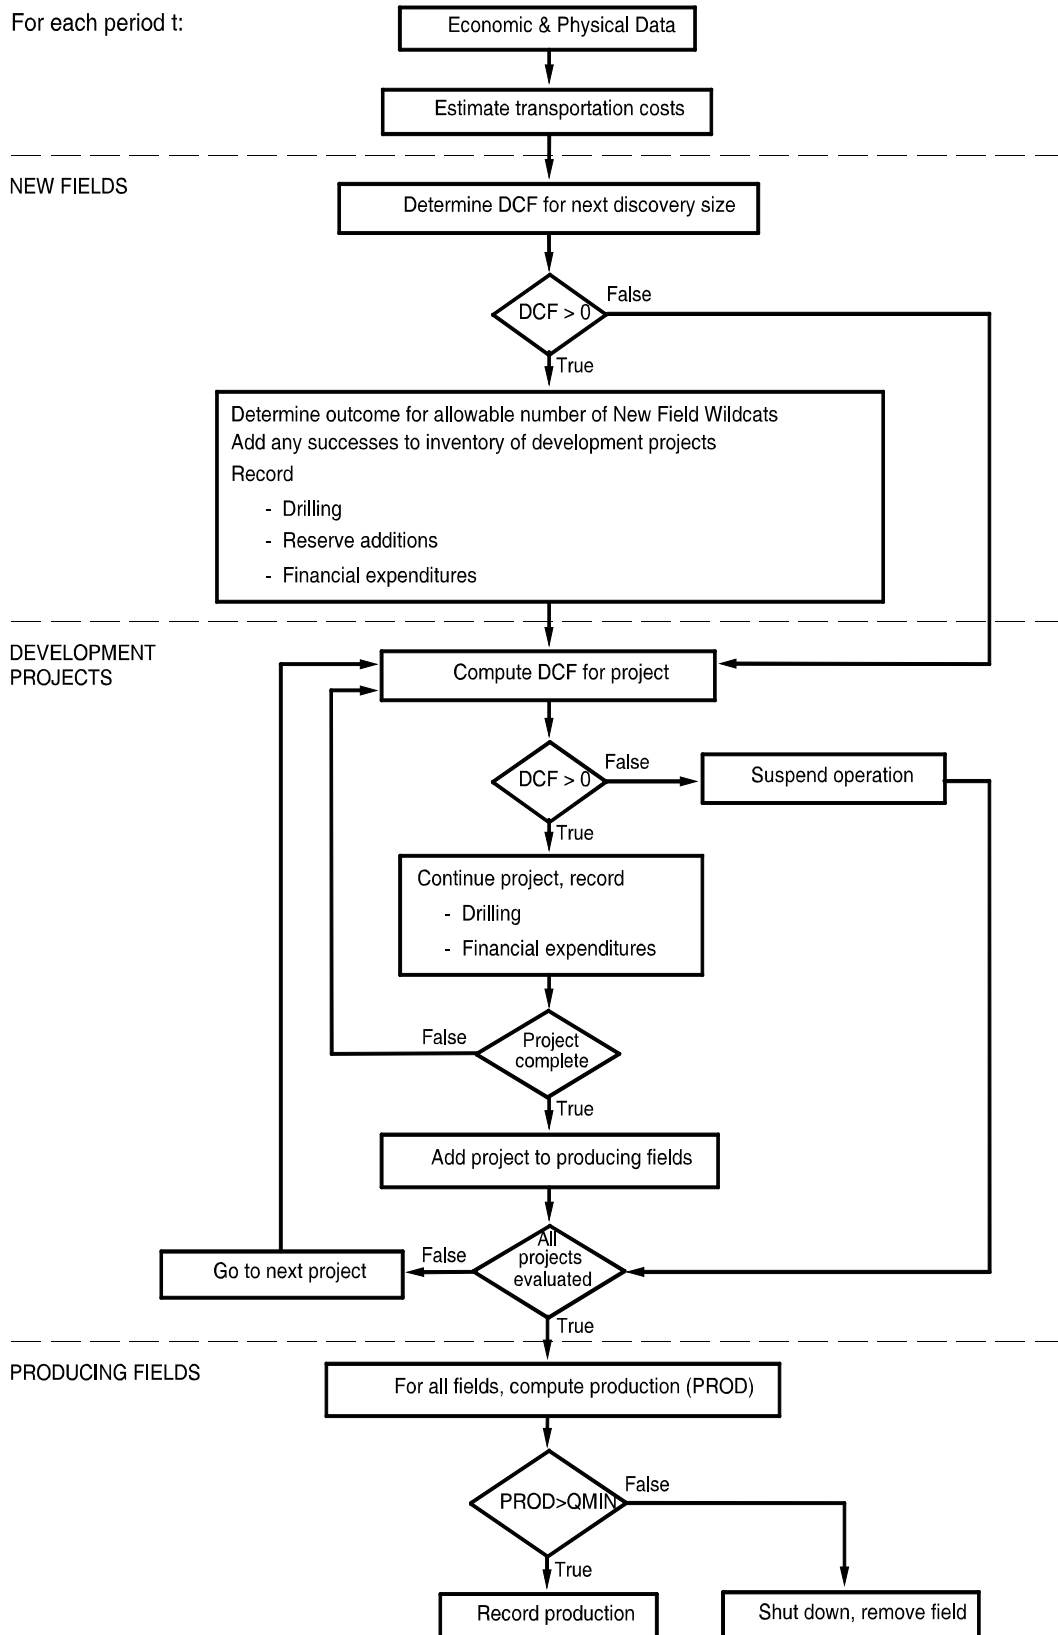 For each period t:
Economic & Physical Data
Estimate transportation costs
NEW FIELDS
Determine DCF for next discovery size
DCF > 0
False
True
Determine outcome for allowable number of New Field Wildcats
Add any successes to inventory of development projects
Record
- Drilling
- Reserve additions
- Financial expenditures
DEVELOPMENT
PROJECTS
Compute DCF for project
DCF > 0
False
Suspend operation
True
Continue project, record
- Drilling
- Financial expenditures
False
Project
complete
True
Add project to producing fields
All
projects
evaluated
False
Go to next project
True
PRODUCING FIELDS
For all fields, compute production (PROD)
PROD>QMIN
False
True
Record production
Shut down, remove field